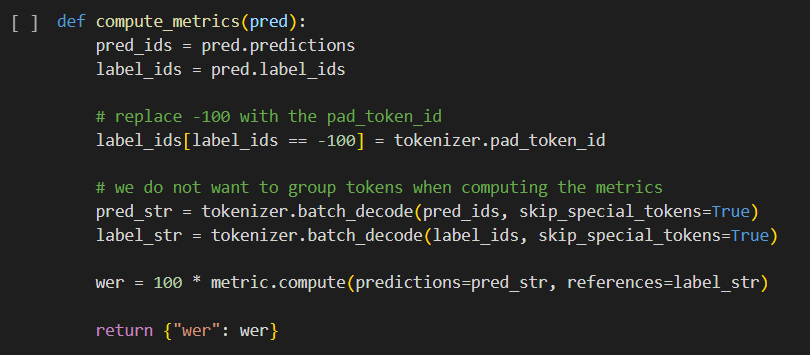 [ ] def compute_metrics(pred):
    pred_ids = pred.predictions
    label_ids = pred.label_ids

    # replace -100 with the pad_token_id
    label_ids[label_ids == -100] = tokenizer.pad_token_id

    # we do not want to group tokens when computing the metrics
    pred_str = tokenizer.batch_decode(pred_ids, skip_special_tokens=True)
    label_str = tokenizer.batch_decode(label_ids, skip_special_tokens=True)

    wer = 100 * metric.compute(predictions=pred_str, references=label_str)

    return {"wer": wer}